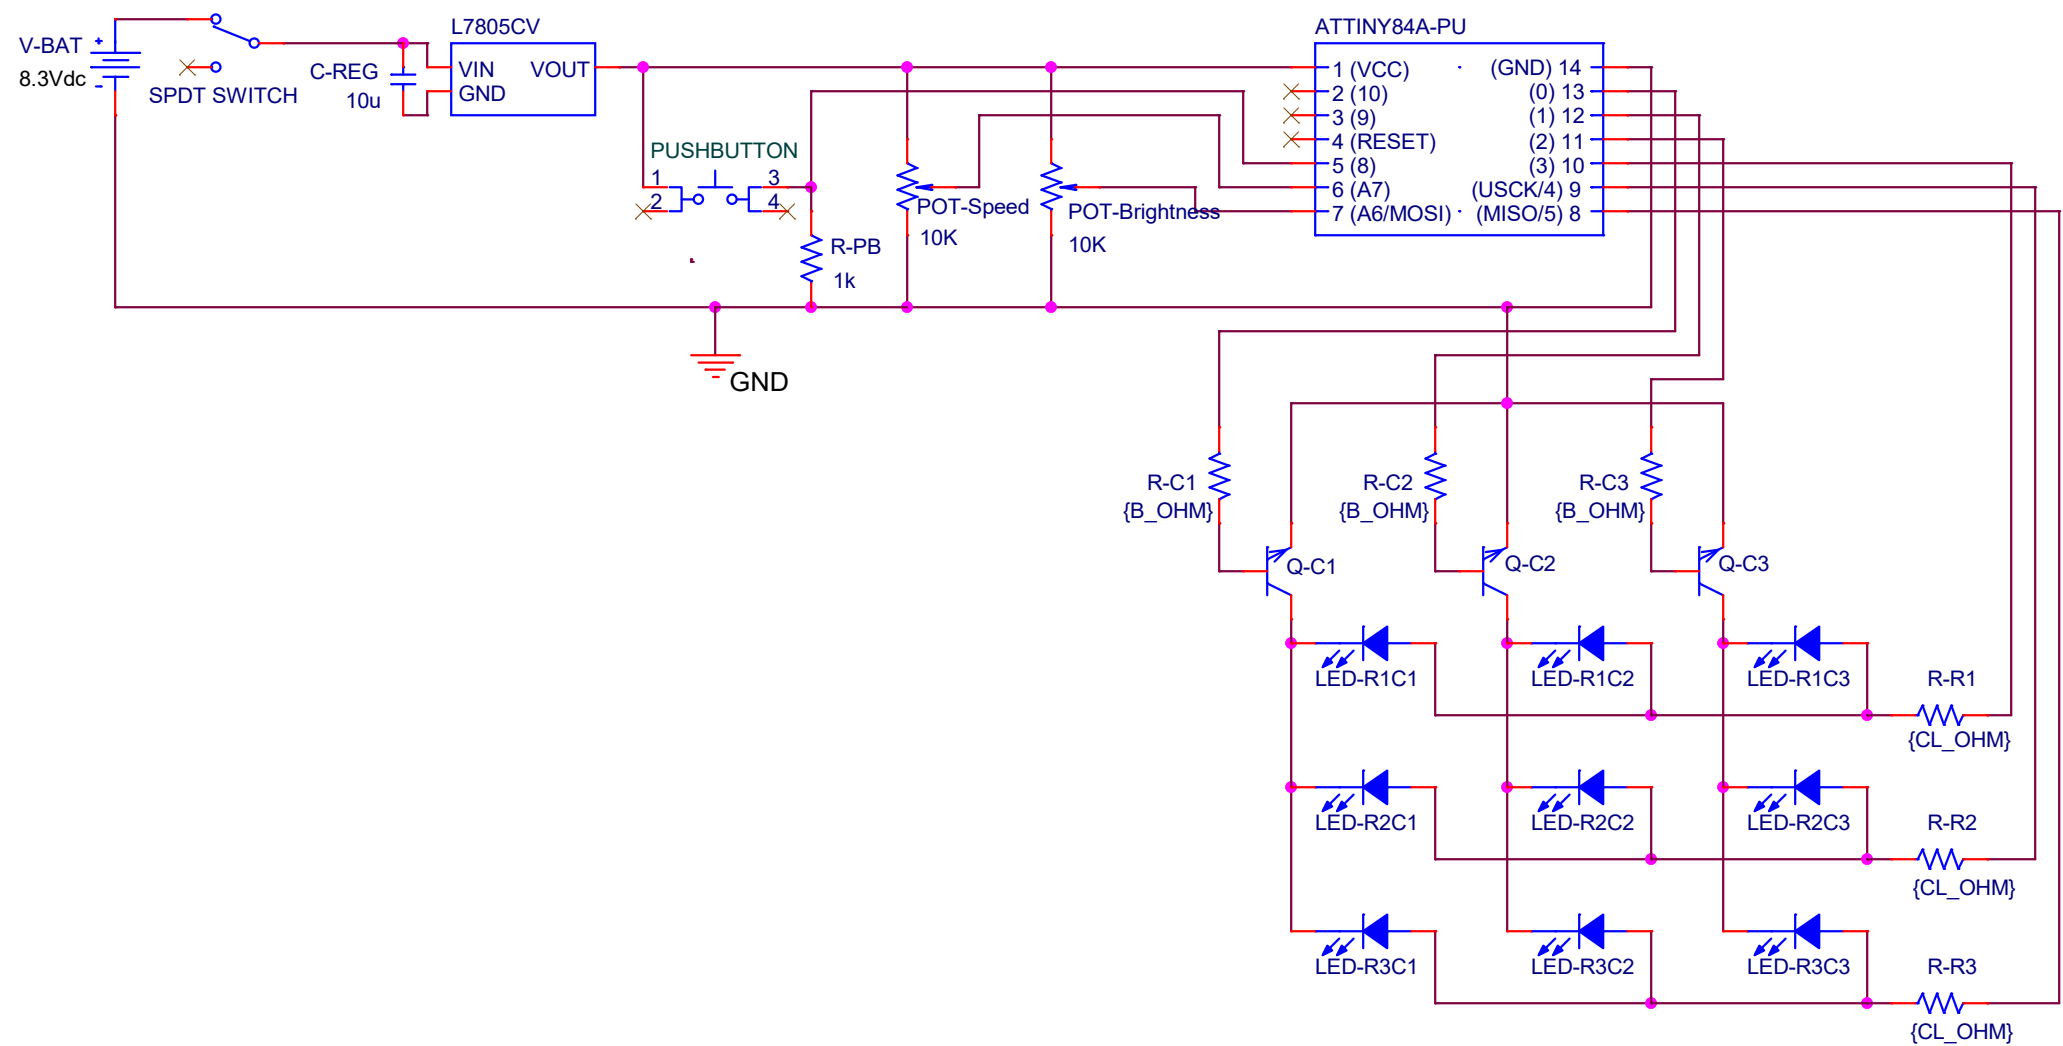 V-BAT
8.3Vdc
SPDT SWITCH
C-REG
10u
L7805CV
VIN
VOUT
GND
PUSHBUTTON
1
2
3
4
R-PB
1k
POT-Speed
10K
POT-Brightness
10K
GND
ATTINY84A-PU
1 (VCC)
2 (10)
3 (9)
4 (RESET)
5 (8)
6 (A7)
7 (A6/MOSI)
(GND) 14
(0) 13
(1) 12
(2) 11
(3) 10
(USCK/4) 9
(MISO/5) 8
R-C1
{B_OHM}
R-C2
{B_OHM}
R-C3
{B_OHM}
Q-C1
Q-C2
Q-C3
LED-R1C1
LED-R1C2
LED-R1C3
R-R1
{CL_OHM}
LED-R2C1
LED-R2C2
LED-R2C3
R-R2
{CL_OHM}
LED-R3C1
LED-R3C2
LED-R3C3
R-R3
{CL_OHM}